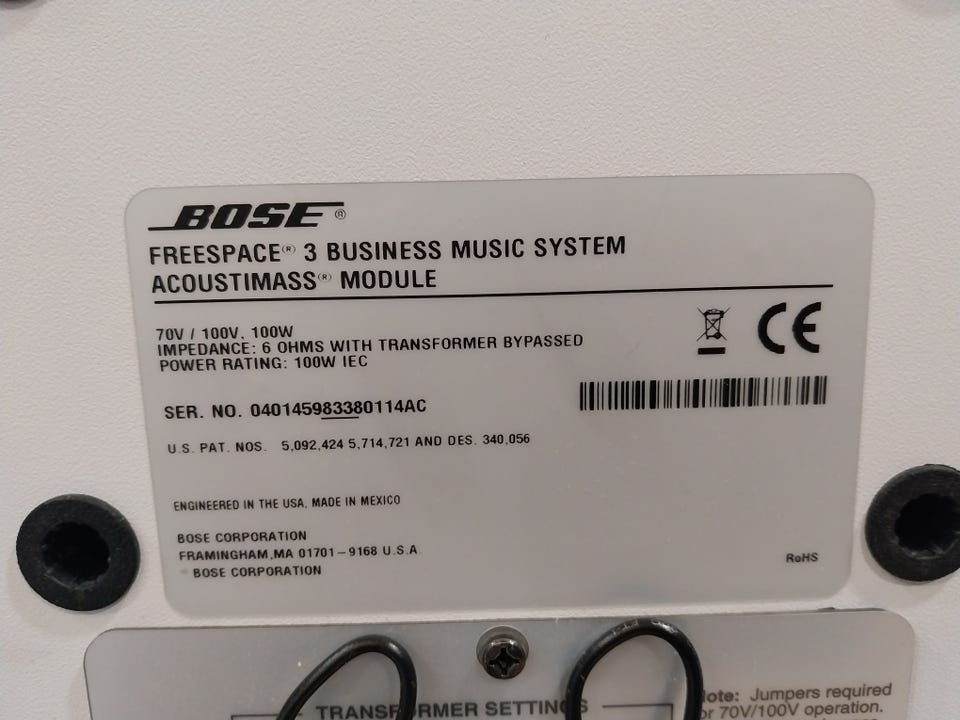 BOSE®
FREESPACE® 3 BUSINESS MUSIC SYSTEM
ACOUSTIMASS® MODULE
70V / 100V, 100W
IMPEDANCE: 6 OHMS WITH TRANSFORMER BYPASSED
POWER RATING: 100W IEC
CE
SER. NO. 040145983380114AC
U.S. PAT. NOS. 5,092,424 5,714,721 AND DES. 340,056
ENGINEERED IN THE USA, MADE IN MEXICO
BOSE CORPORATION
FRAMINGHAM,MA 01701-9168 U.S.A.
BOSE CORPORATION
RoHS
TRANSFORMER SETTINGS
Note: Jumpers required
for 70V/100V operation.